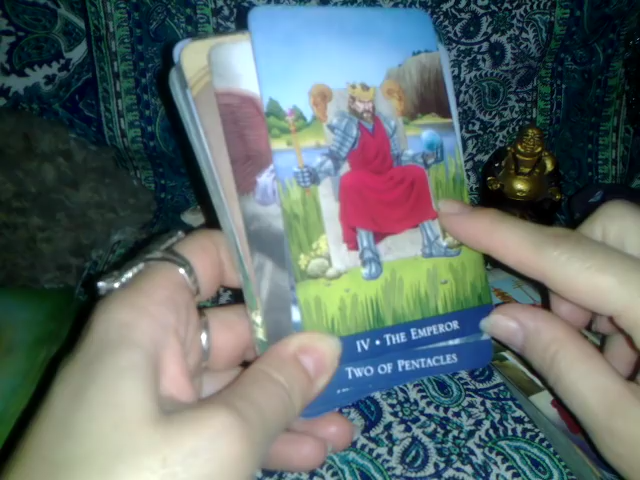 IV • THE EMPEROR
TWO OF PENTACLES